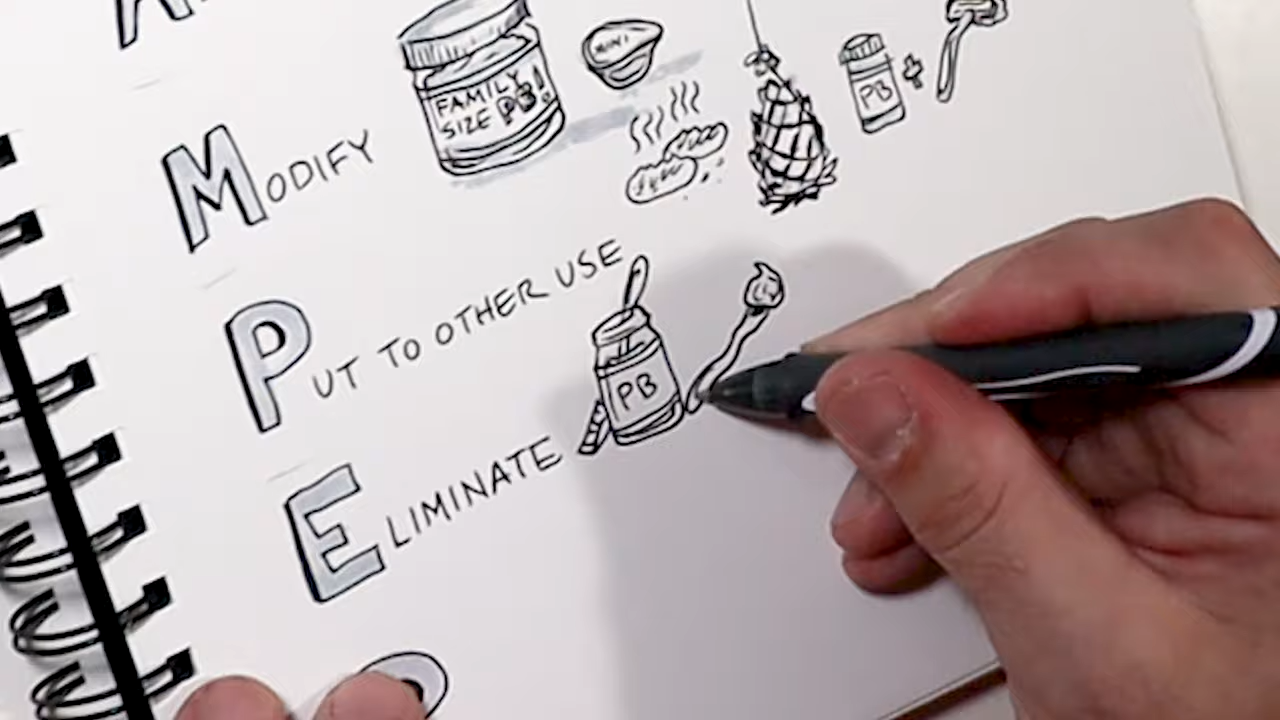 A
FAMILY
SIZE PB!
MINI
MODIFY
PB +
PUT TO OTHER USE
PB
ELIMINATE